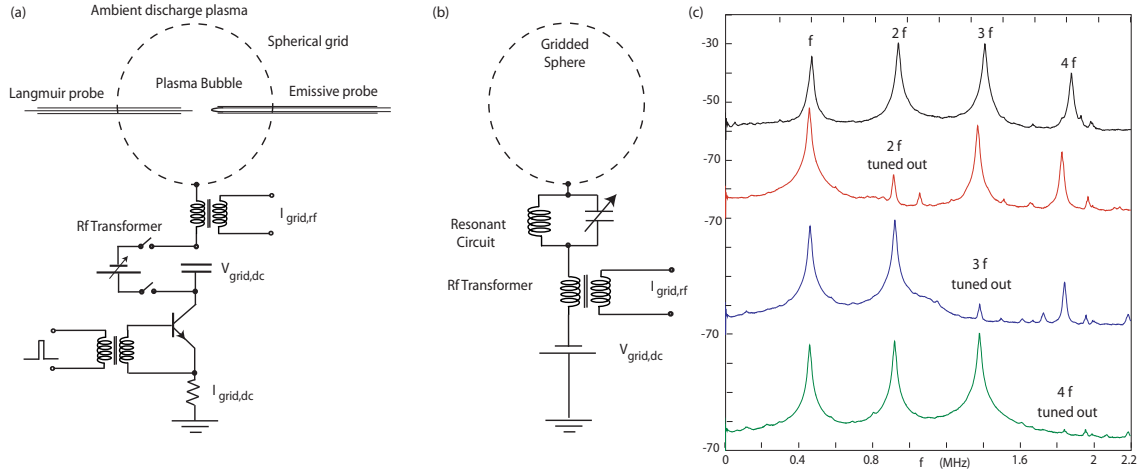 (a)
Ambient discharge plasma
Spherical grid
Plasma Bubble
Langmuir probe
Emissive probe
Rf Transformer
I grid,rf
V grid,dc
I grid,dc
(b)
Gridded
Sphere
Resonant
Circuit
Rf Transformer
I grid,rf
V grid,dc
(c)
-30
-50
-70
-70
-70
-70
f
2 f
3 f
4 f
2 f
tuned out
3 f
tuned out
4 f
tuned out
0
0.4
0.8
1.2
1.6
2
2.2
f (MHz)